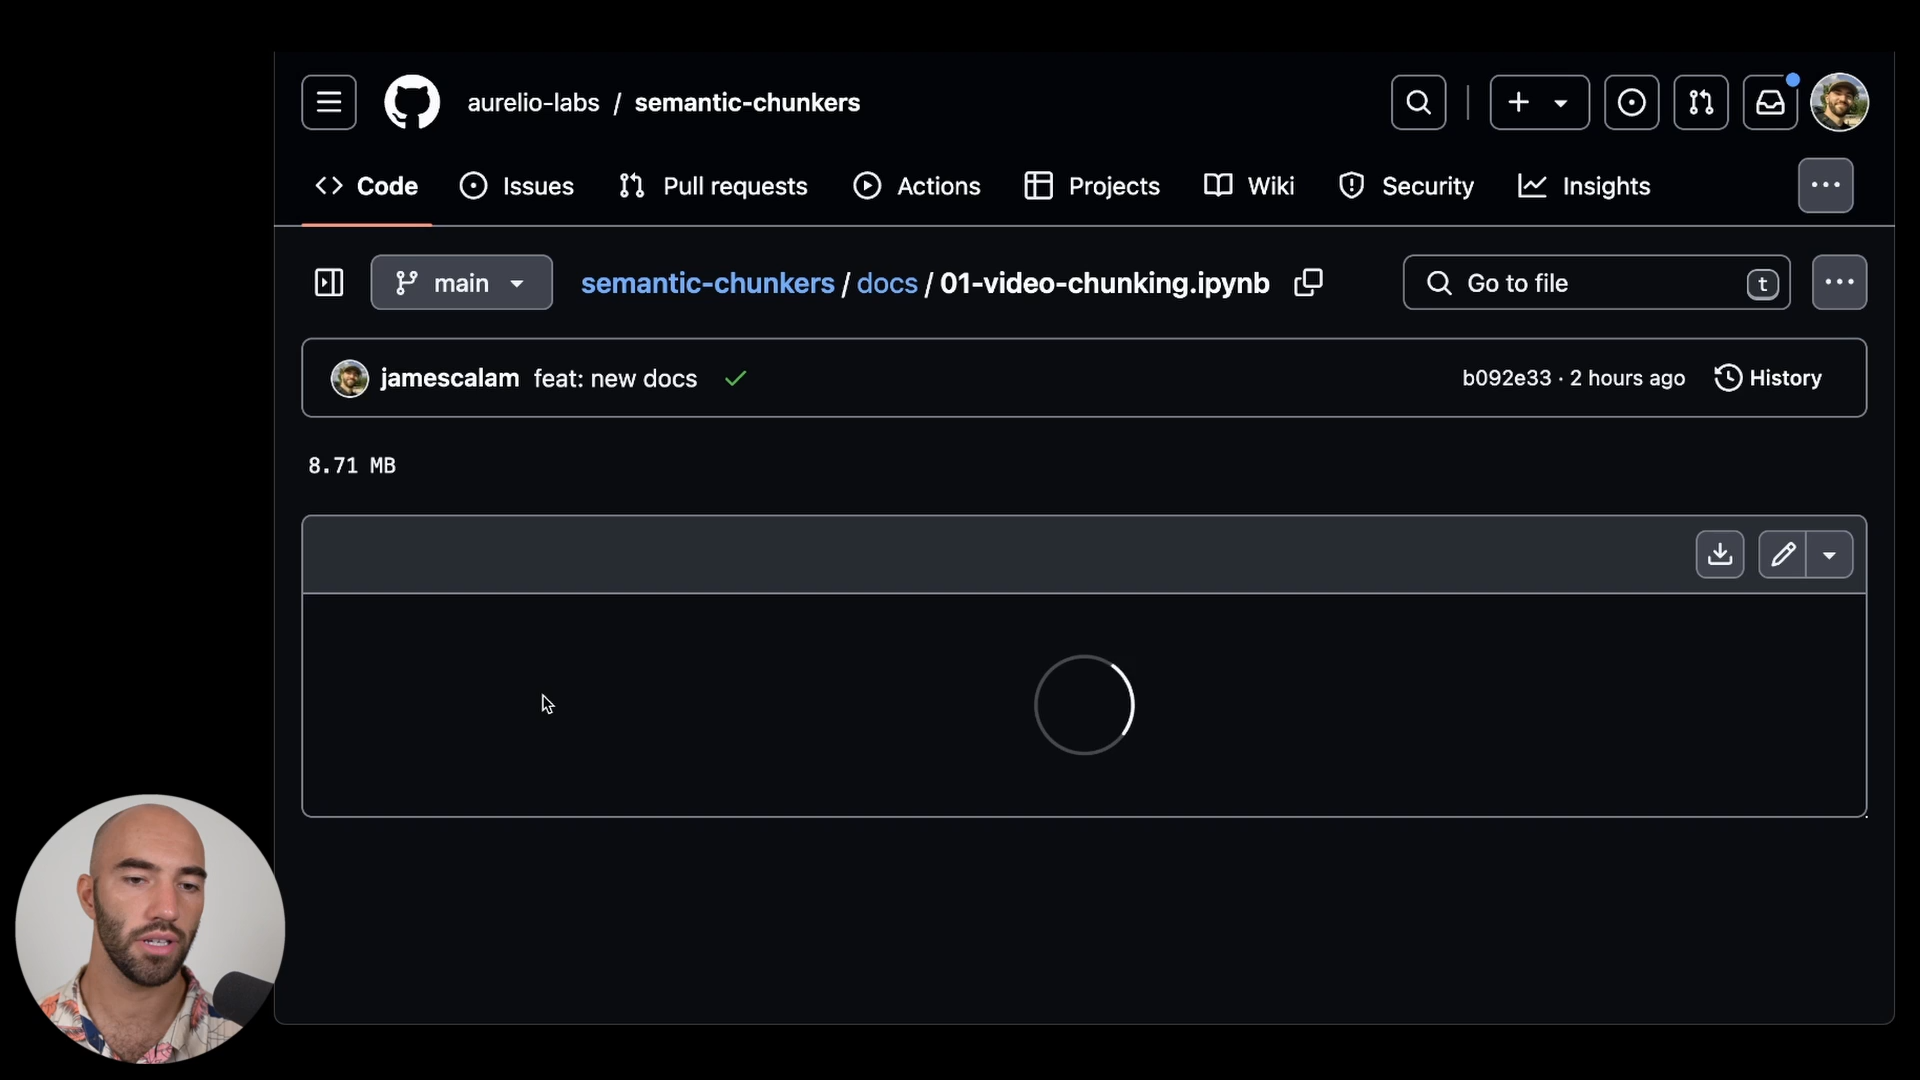 aurelio-labs / semantic-chunkers
Code Issues Pull requests Actions Projects Wiki Security Insights
main semantic-chunkers / docs / 01-video-chunking.ipynb Go to file t
jamescalam feat: new docs b092e33 · 2 hours ago History
8.71 MB